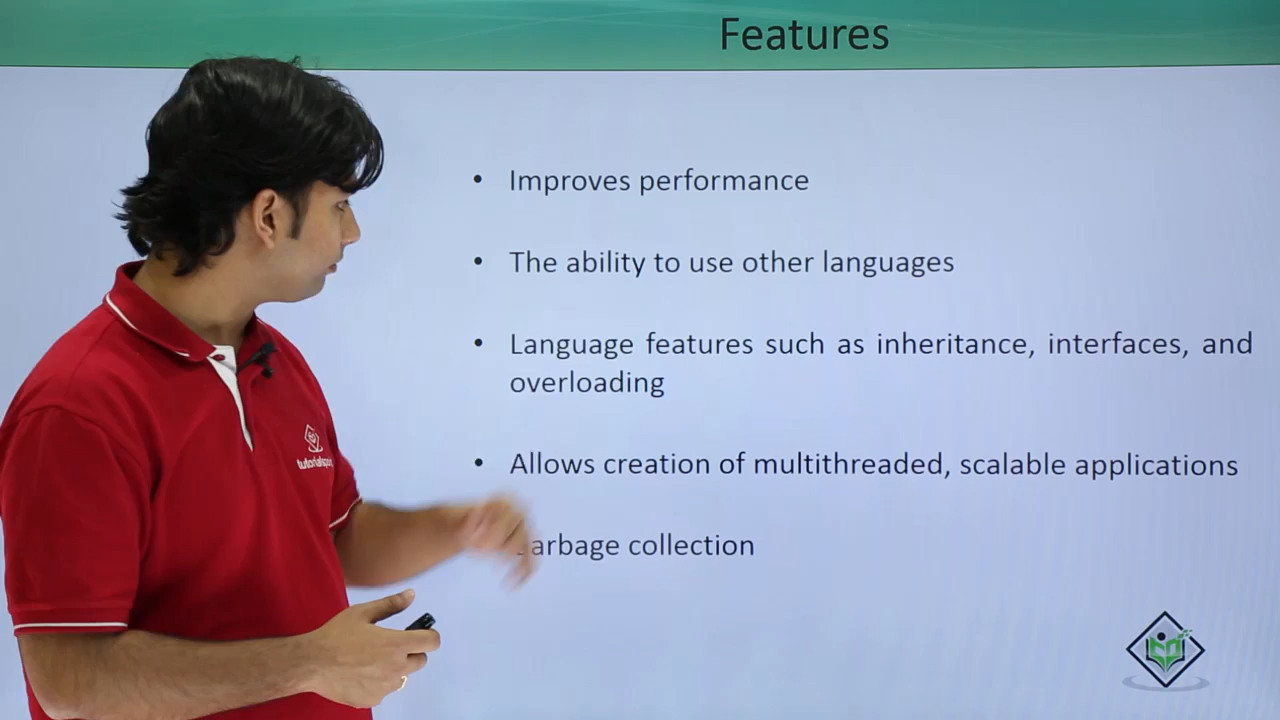 Features
• Improves performance
• The ability to use other languages
• Language features such as inheritance, interfaces, and
overloading
• Allows creation of multithreaded, scalable applications
arbage collection